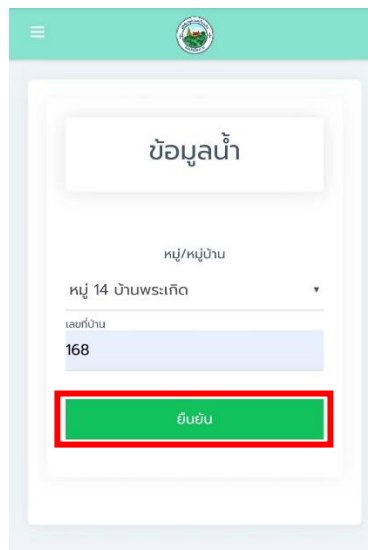 ข้อมูลน้ำ
หมู่/หมู่บ้าน
หมู่ 14 บ้านพระเกิด
เลขที่บ้าน
168
ยืนยัน